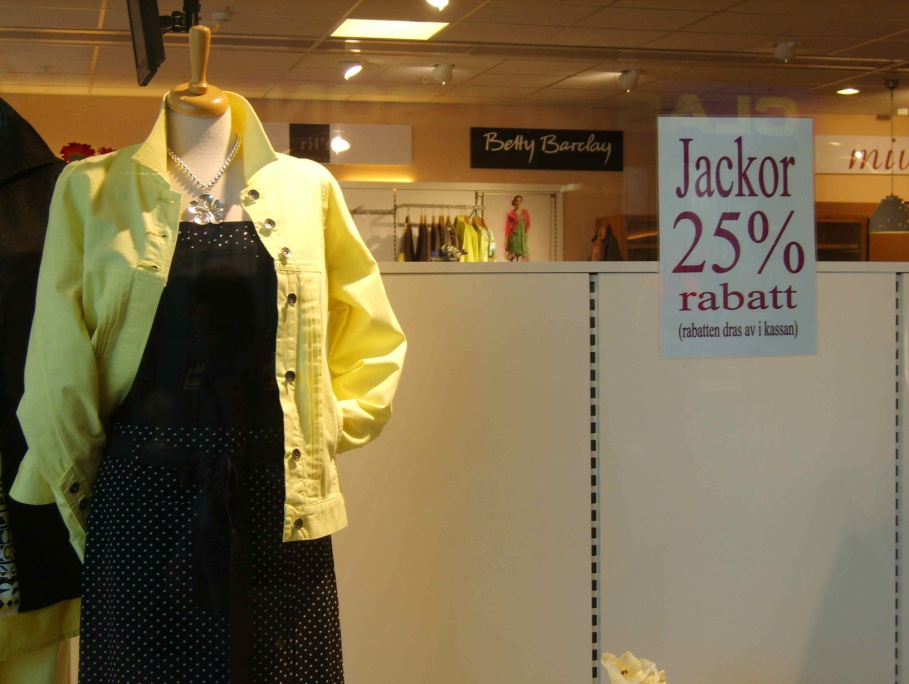 Betty Barclay
Jackor
25%
rabatt
(rabatten dras av i kassan)